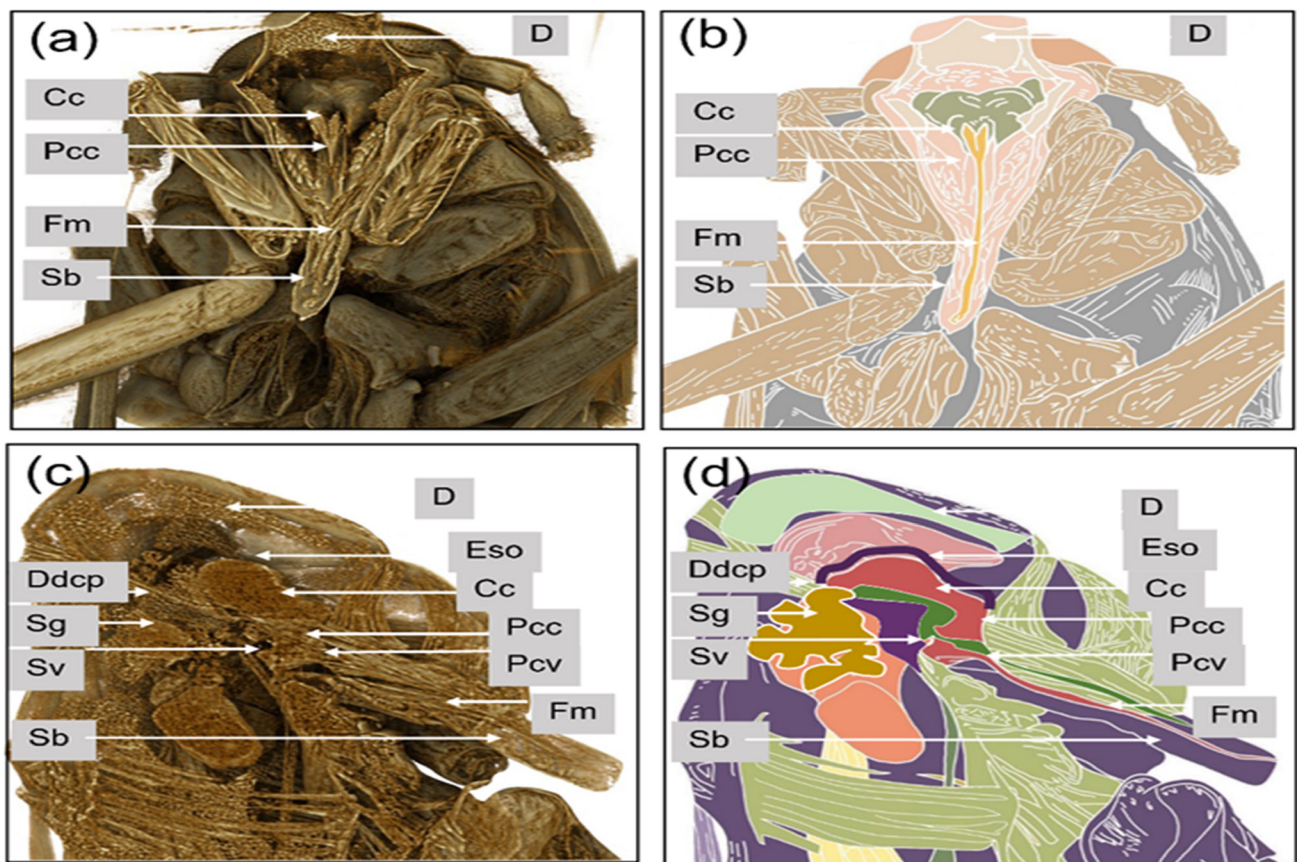 (a)
D
Cc
Pcc
Fm
Sb
(b)
D
Cc
Pcc
Fm
Sb
(c)
D
Eso
Ddcp
Cc
Sg
Pcc
Sv
Pcv
Fm
Sb
(d)
D
Eso
Ddcp
Cc
Sg
Pcc
Sv
Pcv
Fm
Sb